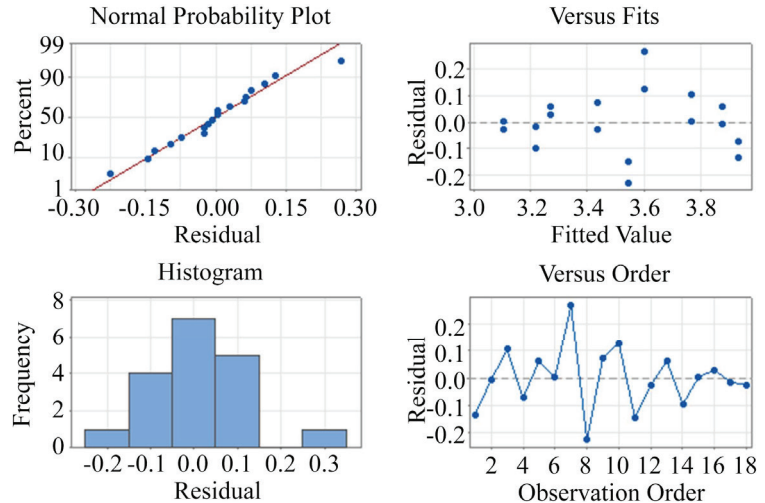 Normal Probability Plot
99
90
50
10
1
Percent
-0.30 -0.15 0.00 0.15 0.30
Residual
Versus Fits
0.2
0.1
0.0
-0.1
-0.2
Residual
3.0 3.2 3.4 3.6 3.8
Fitted Value
Histogram
8
6
4
2
0
Frequency
-0.2 -0.1 0.0 0.1 0.2 0.3
Residual
Versus Order
0.2
0.1
0.0
-0.1
-0.2
Residual
2 4 6 8 10 12 14 16 18
Observation Order